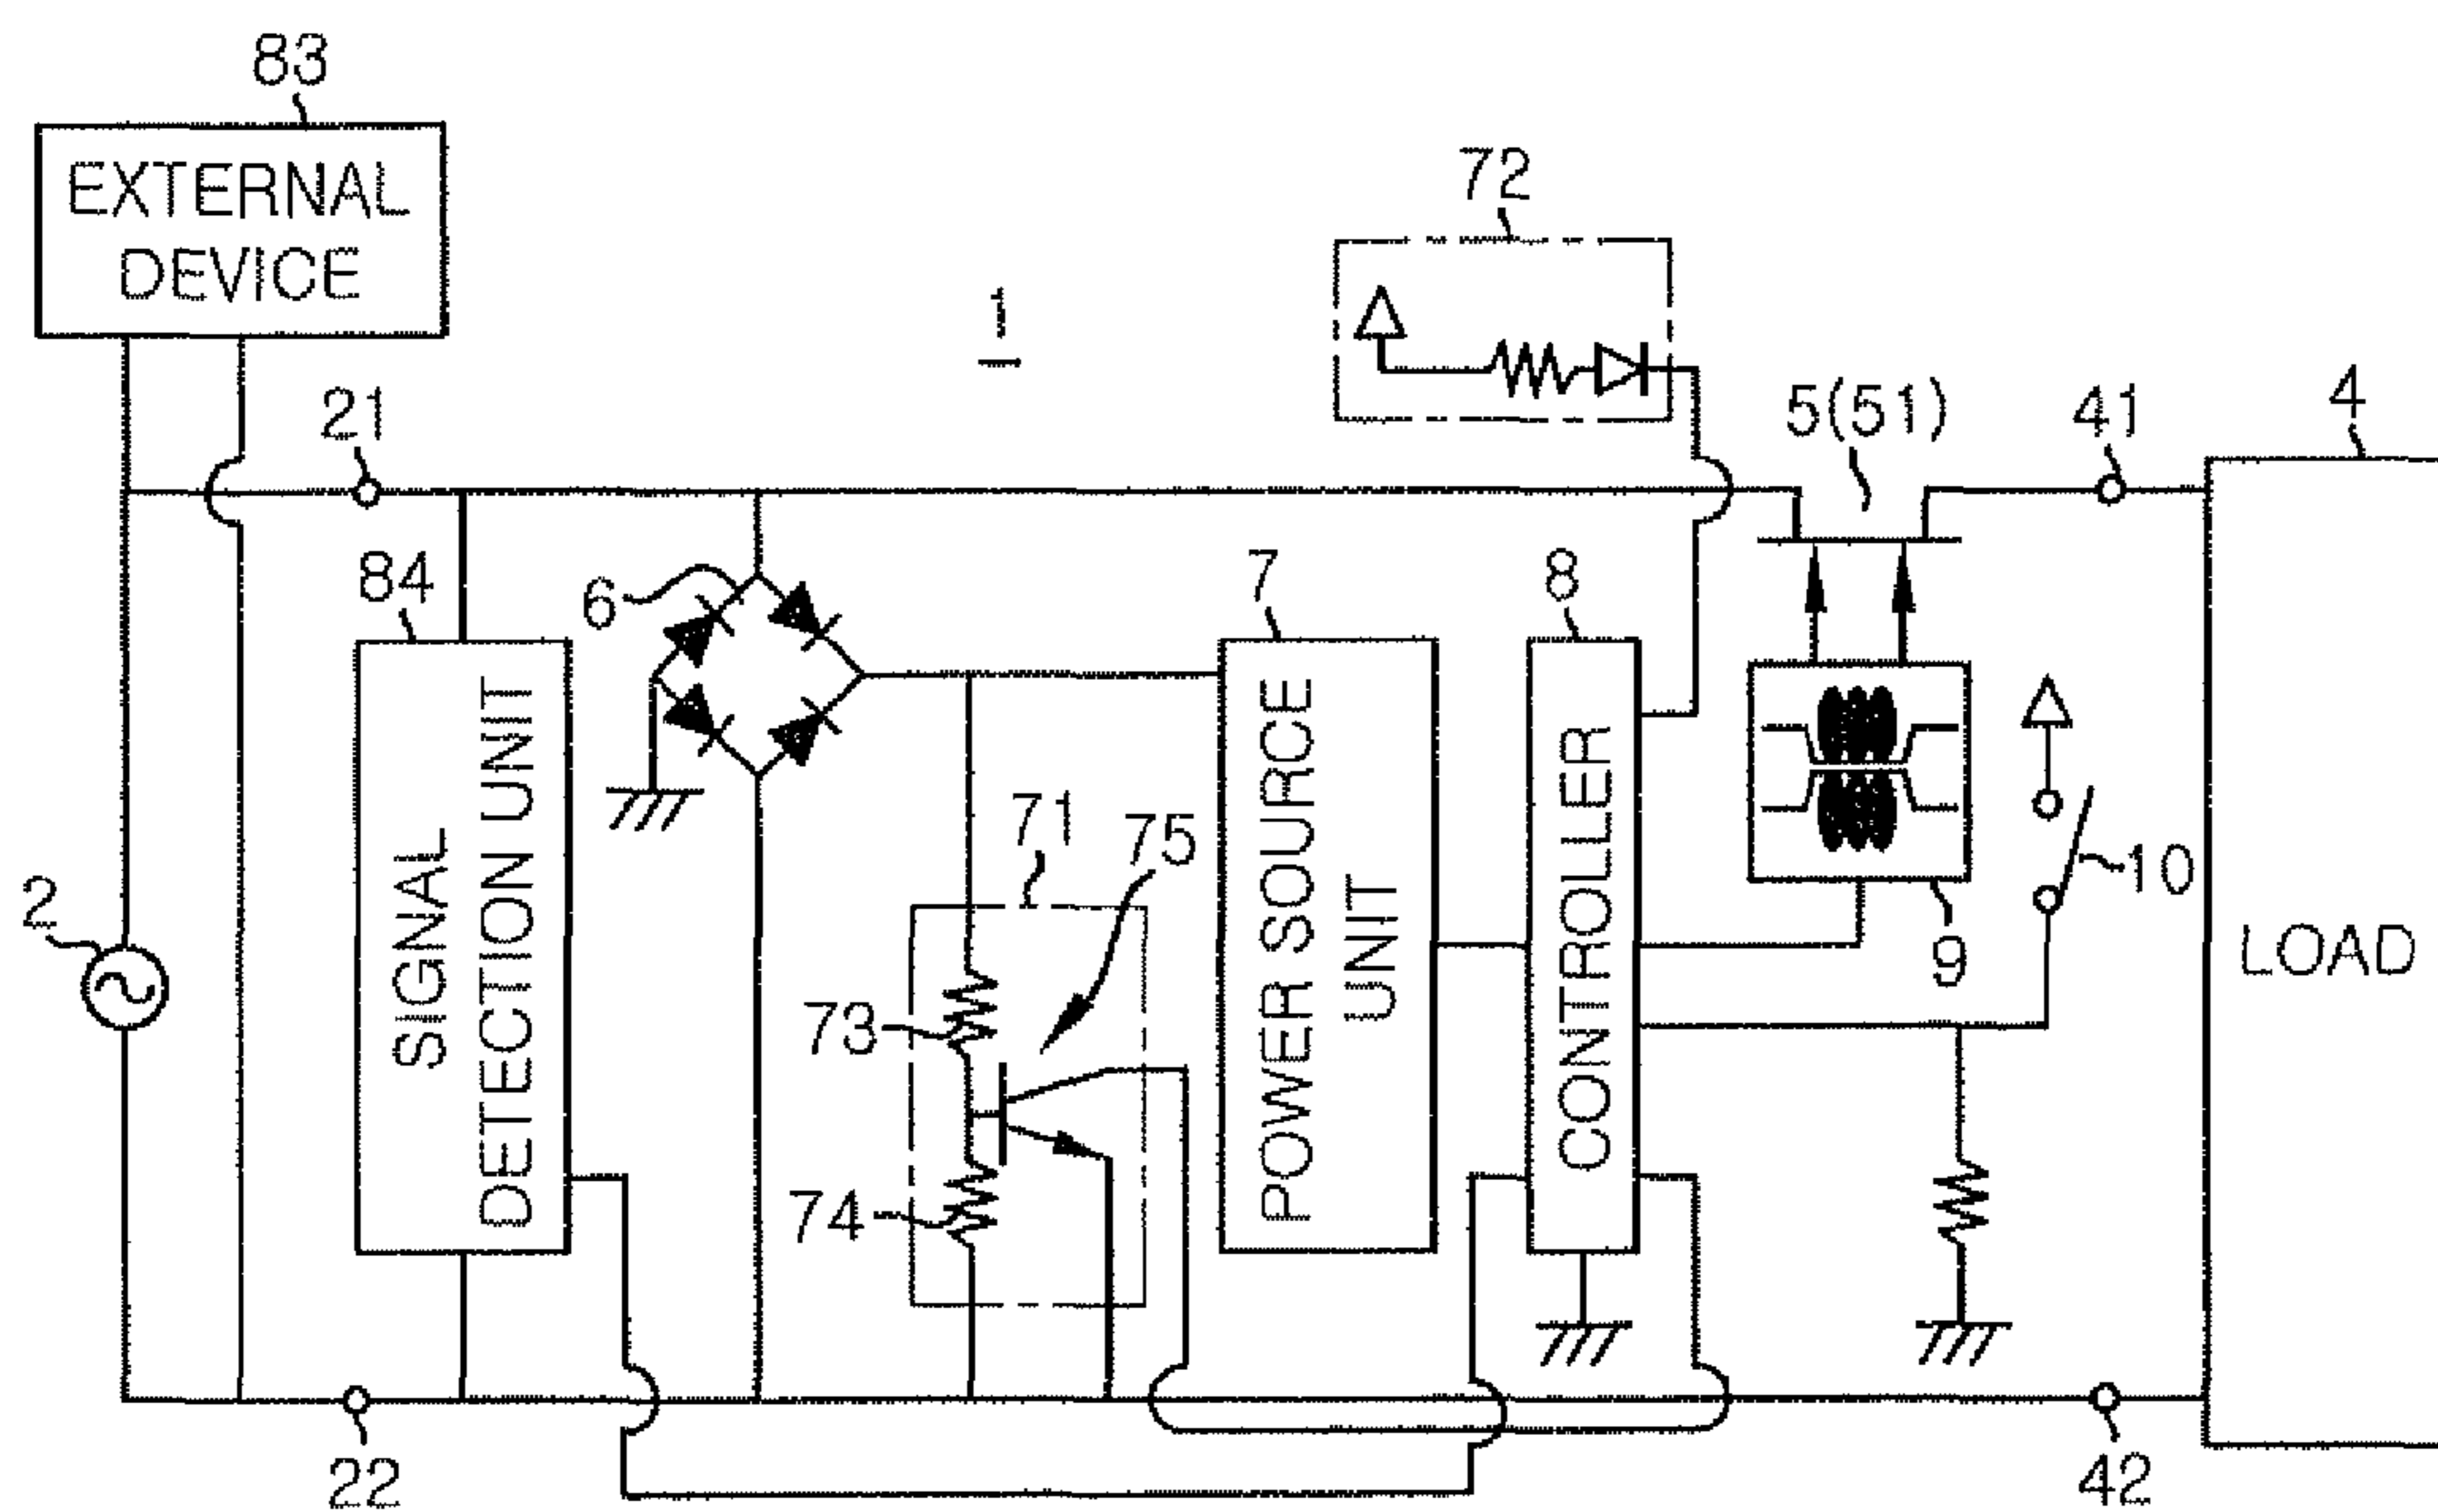 83
EXTERNAL
DEVICE
72
1
21
5(51)
41
4
84
6
7
8
SIGNAL
DETECTION UNIT
POWER SOURCE
UNIT
CONTROLLER
71
75
10
2
9
LOAD
73
74
22
42